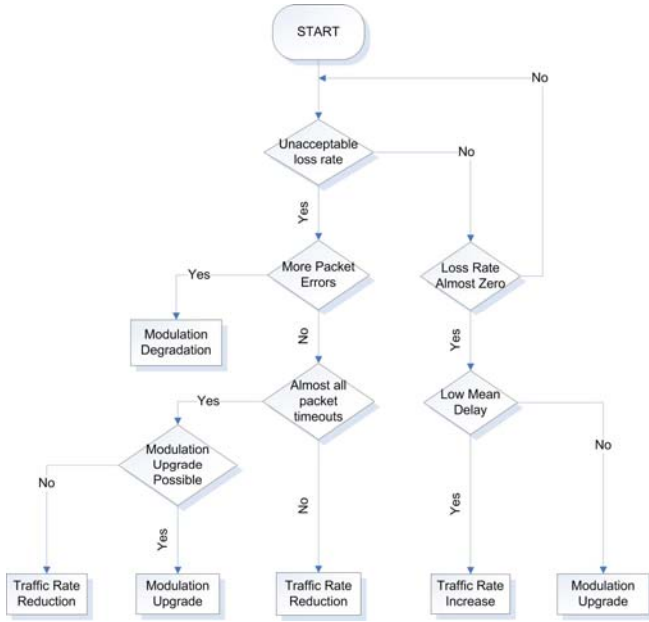 START
No
Unacceptable
loss rate
No
Yes
Yes
More Packet
Errors
Loss Rate
Almost Zero
Modulation
Degradation
No
Yes
Yes
Almost all
packet
timeouts
Low Mean
Delay
No
Modulation
Upgrade
Possible
No
Yes
No
Yes
Traffic Rate
Reduction
Modulation
Upgrade
Traffic Rate
Reduction
Traffic Rate
Increase
Modulation
Upgrade